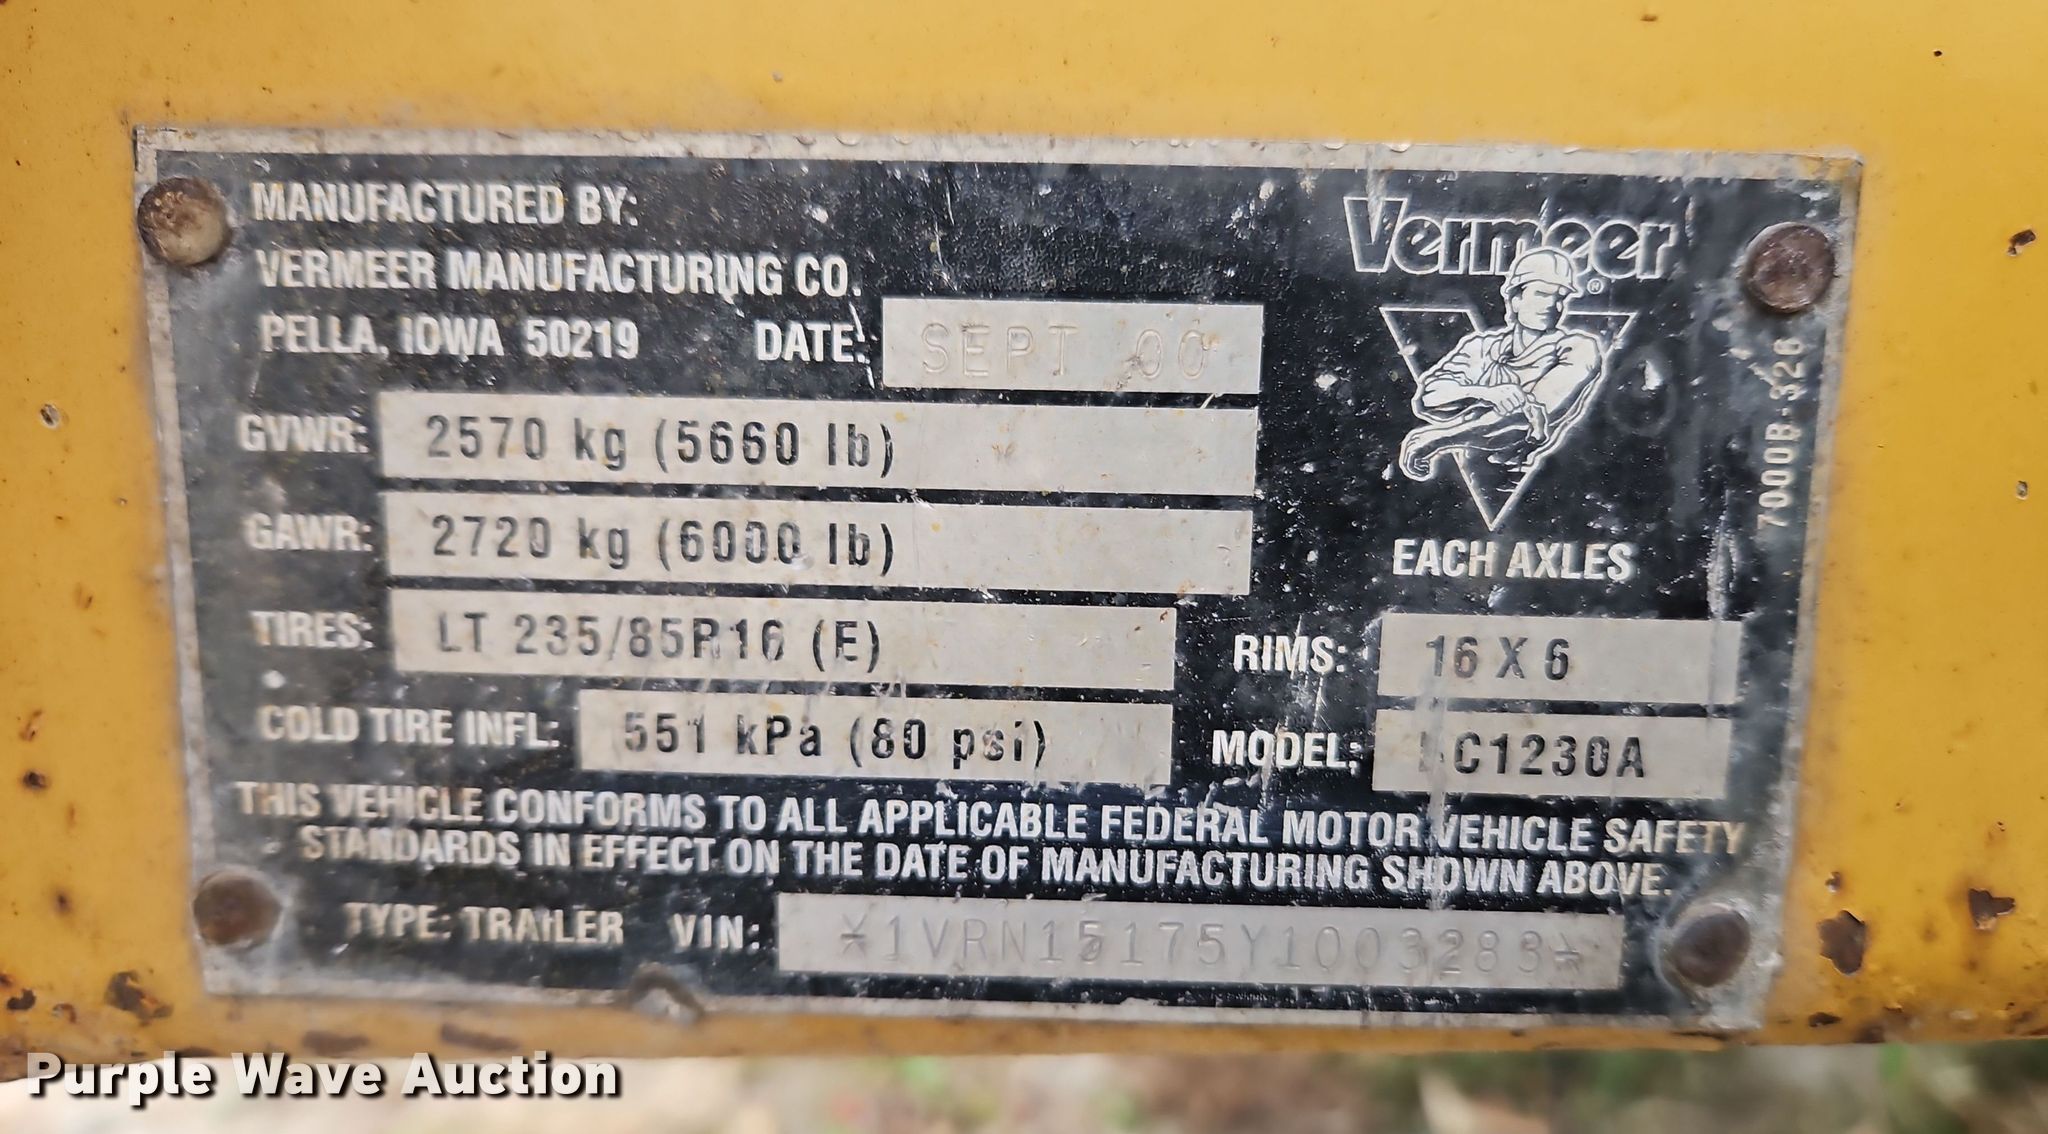 MANUFACTURED BY:
VERMEER MANUFACTURING CO.
PELLA, IOWA 50219 DATE: SEPT 00
GVWR: 2570 kg (5660 lb)
GAWR: 2720 kg (6000 lb)
TIRES: LT 235/85R16 (E)
COLD TIRE INFL: 551 kPa (80 psi)
Vermeer ®
7000B-326
EACH AXLES
RIMS: 16 X 6
MODEL: BC1230A
THIS VEHICLE CONFORMS TO ALL APPLICABLE FEDERAL MOTOR VEHICLE SAFETY
STANDARDS IN EFFECT ON THE DATE OF MANUFACTURING SHOWN ABOVE.
TYPE: TRAILER VIN: *1VRN15175Y1003283*
Purple Wave Auction